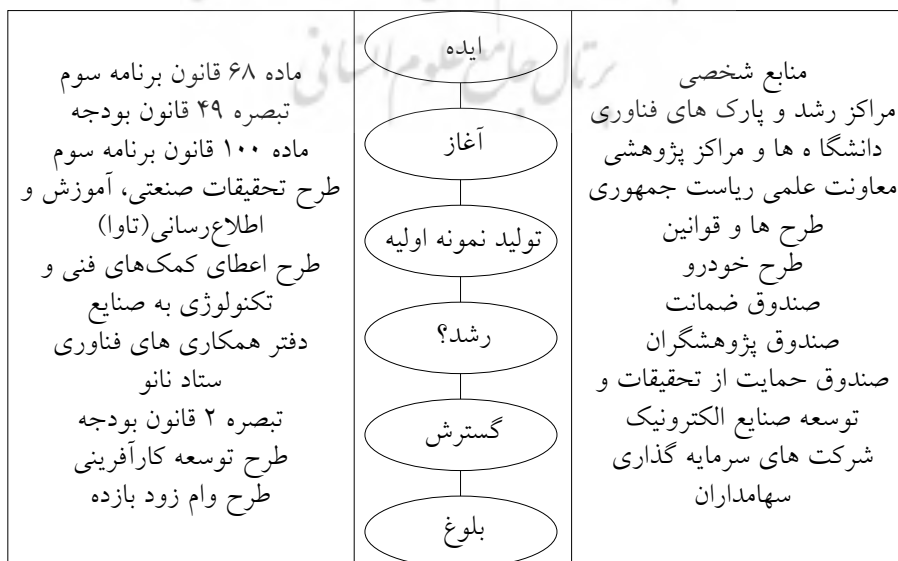 منابع شخصی
مراکز رشد و پارک های فناوری
دانشگا ه ها و مراکز پژوهشی
معاونت علمی ریاست جمهوری
طرح ها و قوانین
طرح خودرو
صندوق ضمانت
صندوق پژوهشگران
صندوق حمایت از تحقیقات و
توسعه صنایع الکترونیک
شرکت های سرمایه گذاری
سهامداران
ایده
آغاز
تولید نمونه اولیه
رشد؟
گسترش
بلوغ
ماده ۶۸ قانون برنامه سوم
تبصره ۴۹ قانون بودجه
ماده ۱۰۰ قانون برنامه سوم
طرح تحقیقات صنعتی، آموزش و
اطلاع‌رسانی(تاوا)
طرح اعطای کمک‌های فنی و
تکنولوژی به صنایع
دفتر همکاری های فناوری
ستاد نانو
تبصره ۲ قانون بودجه
طرح توسعه کارآفرینی
طرح وام زود بازده
پرتال جامع علوم انسانی